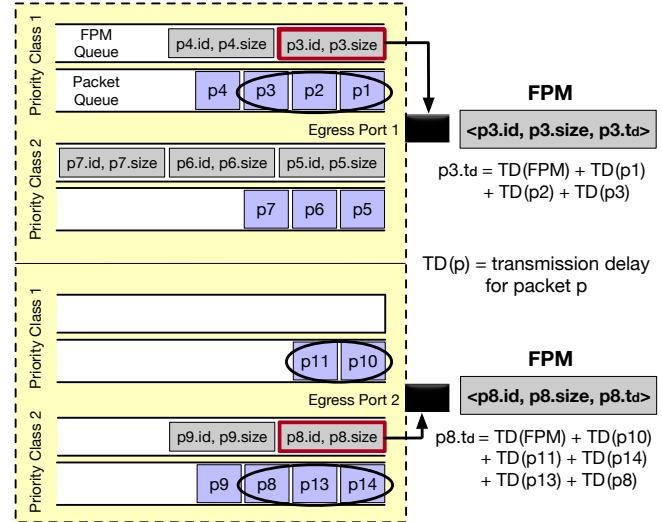 Priority Class 1
FPM
Queue
p4.id, p4.size
p3.id, p3.size
Packet
Queue
p4
p3
p2
p1
Egress Port 1
FPM
<p3.id, p3.size, p3.td>
p3.td = TD(FPM) + TD(p1)
+ TD(p2) + TD(p3)
Priority Class 2
p7.id, p7.size
p6.id, p6.size
p5.id, p5.size
p7
p6
p5
TD(p) = transmission delay
for packet p
Priority Class 1
p11
p10
Egress Port 2
FPM
<p8.id, p8.size, p8.td>
p8.td = TD(FPM) + TD(p10)
+ TD(p11) + TD(p14)
+ TD(p13) + TD(p8)
Priority Class 2
p9.id, p9.size
p8.id, p8.size
p9
p8
p13
p14